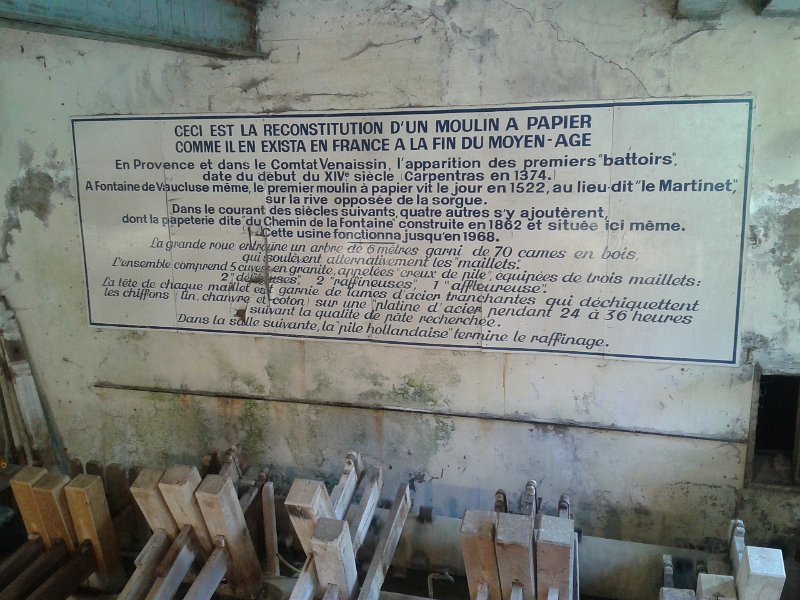 CECI EST LA RECONSTITUTION D'UN MOULIN A PAPIER
COMME IL EN EXISTA EN FRANCE A LA FIN DU MOYEN-AGE
En Provence et dans le Comtat Venaissin, l'apparition des premiers "battoirs",
date du début du XIVe siècle (Carpentras en 1374.)
A Fontaine de Vaucluse même, le premier moulin à papier vit le jour en 1522, au lieu-dit "le Martinet,"
sur la rive opposée de la sorgue.
Dans le courant des siècles suivants, quatre autres s'y ajoutèrent,
dont la papeterie dite "du Chemin de la Fontaine" construite en 1862 et située ici même.
Cette usine fonctionna jusqu'en 1968.
La grande roue entraine un arbre de 6 mètres garni de 70 cames en bois,
qui soulèvent alternativement les "maillets".
L'ensemble comprend 5 cuves en granite, appelées "creux de pile", équipées de trois maillets:
2 "défileuses", 2 "raffineuses", 1 "affleureuse".
La tête de chaque maillet est garnie de lames d'acier tranchantes qui déchiquettent
les chiffons lin, chanvre et coton sur une "platine d'acier" pendant 24 à 36 heures
suivant la qualité de pâte recherchée.
Dans la salle suivante, la "pile hollandaise" termine le raffinage.